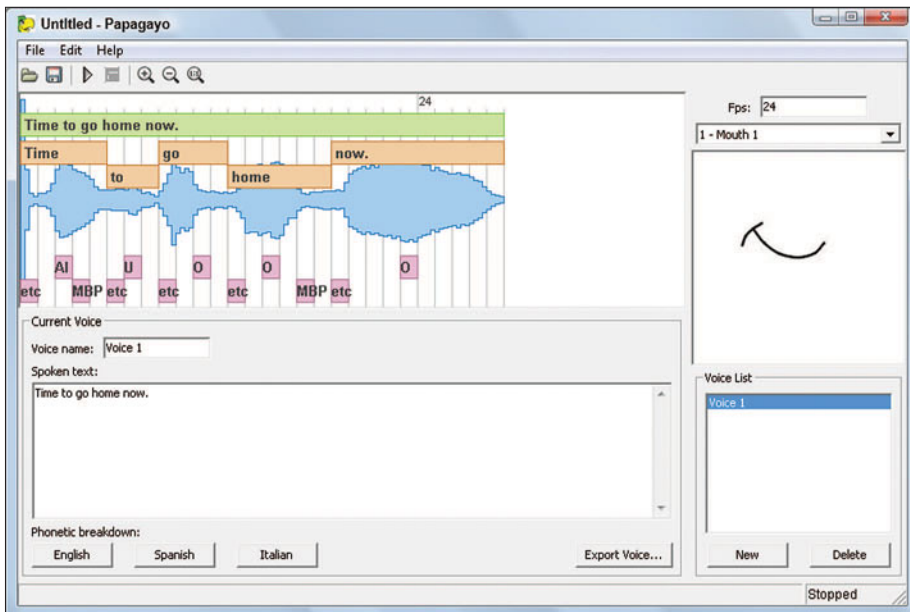 Untitled - Papagayo
File Edit Help
24
Fps: 24
Time to go home now.
1 - Mouth 1
Time go now.
to home
AI U O O O
etc MBP etc etc etc MBP etc
Current Voice
Voice name: Voice 1
Spoken text:
Time to go home now.
Voice List
Voice 1
Phonetic breakdown:
English Spanish Italian Export Voice... New Delete
Stopped